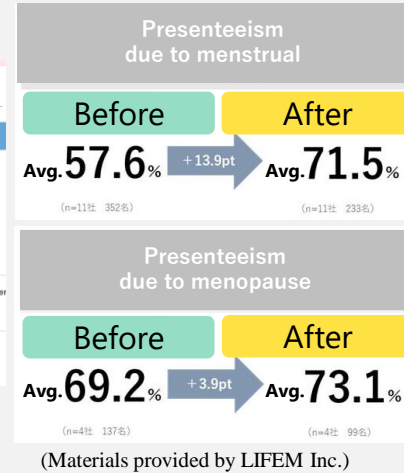 Presenteeism
due to menstrual
Before
After
Avg.57.6%
+13.9pt
Avg.71.5%
(n=11社 352名)
(n=11社 233名)
Presenteeism
due to menopause
Before
After
Avg.69.2%
+3.9pt
Avg.73.1%
(n=4社 137名)
(n=4社 99名)
(Materials provided by LIFEM Inc.)